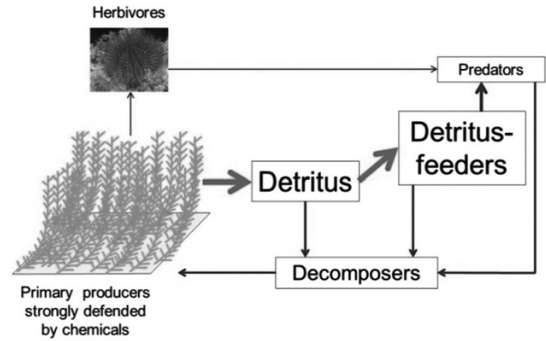 Herbivores
Predators
Detritus-
feeders
Detritus
Decomposers
Primary producers
strongly defended
by chemicals